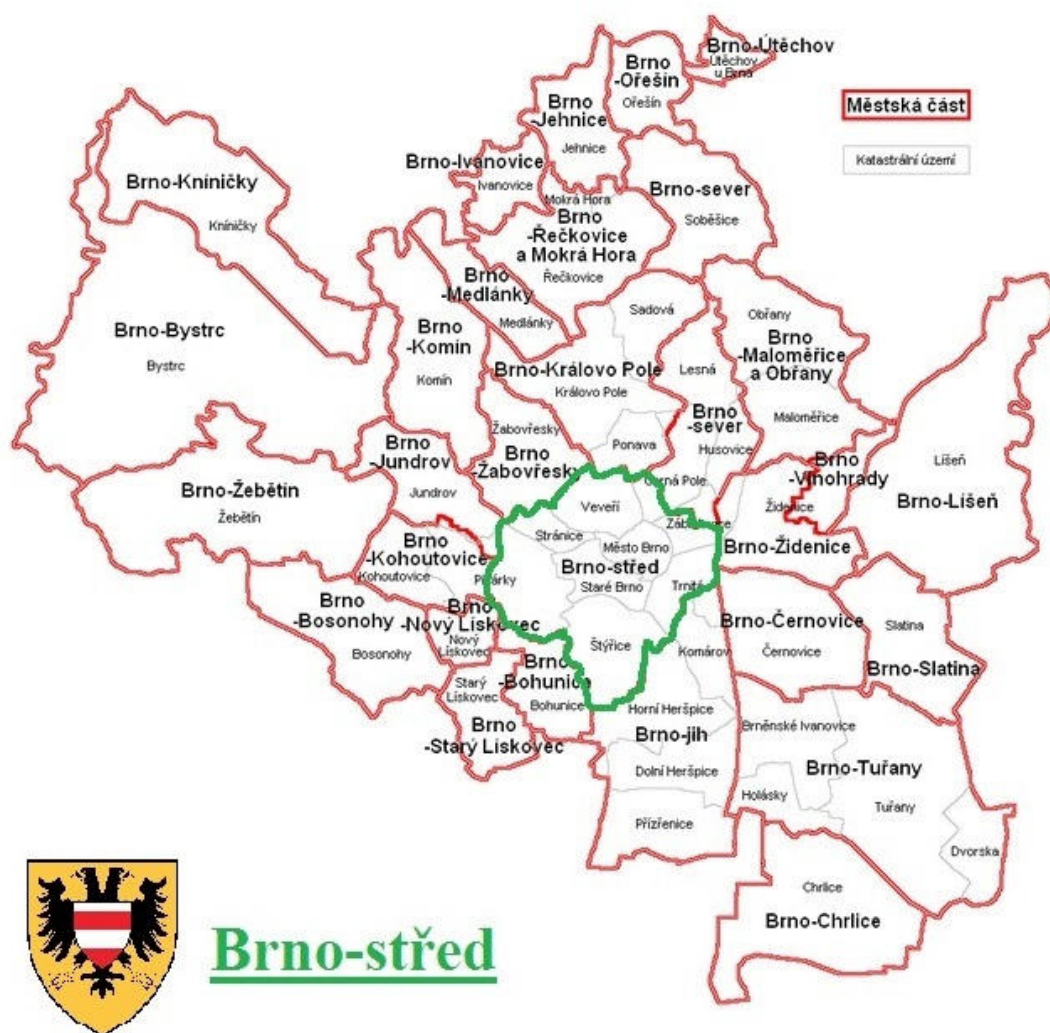 Brno-Útěchov
Útěchov
u Brna
Brno
-Ořešín
Ořešín
Městská část
Brno
-Jehnice
Jehnice
Katastrální území
Brno-Ivanovice
Ivanovice
Brno-Kníničky
Kníničky
Brno-sever
Soběšice
Mokrá Hora
Brno
-Řečkovice
a Mokrá Hora
Řečkovice
Brno
-Medlánky
Medlánky
Sadová
Obřany
Brno-Bystrc
Bystrc
Brno
-Komín
Komín
Brno
-Maloměřice
a Obřany
Maloměřice
Brno-Královo Pole
Královo Pole
Lesná
Brno
-sever
Husovice
Ponava
Žabovřesky
Brno
-Žabovřesky
Brno
-Jundrov
Jundrov
Brno
-Vinohrady
Líšeň
Brno-Líšeň
Brno-Žebětín
Žebětín
Veveří
Židenice
Brno-Židenice
Stránice
Město Brno
Brno-střed
Staré Brno
Trnitá
Brno
-Kohoutovice
Kohoutovice
Brno
-Bosonohy
Bosonohy
Brno
-Nový Lískovec
Nový
Lískovec
Štýřice
Komárov
Brno-Černovice
Černovice
Slatina
Brno-Slatina
Starý
Lískovec
Brno
-Bohunice
Bohunice
Brno
-Starý Lískovec
Horní Heršpice
Brno-jih
Dolní Heršpice
Přízřenice
Brněnské Ivanovice
Brno-Tuřany
Holásky
Tuřany
Dvorska
Chrlice
Brno-Chrlice
Brno-střed